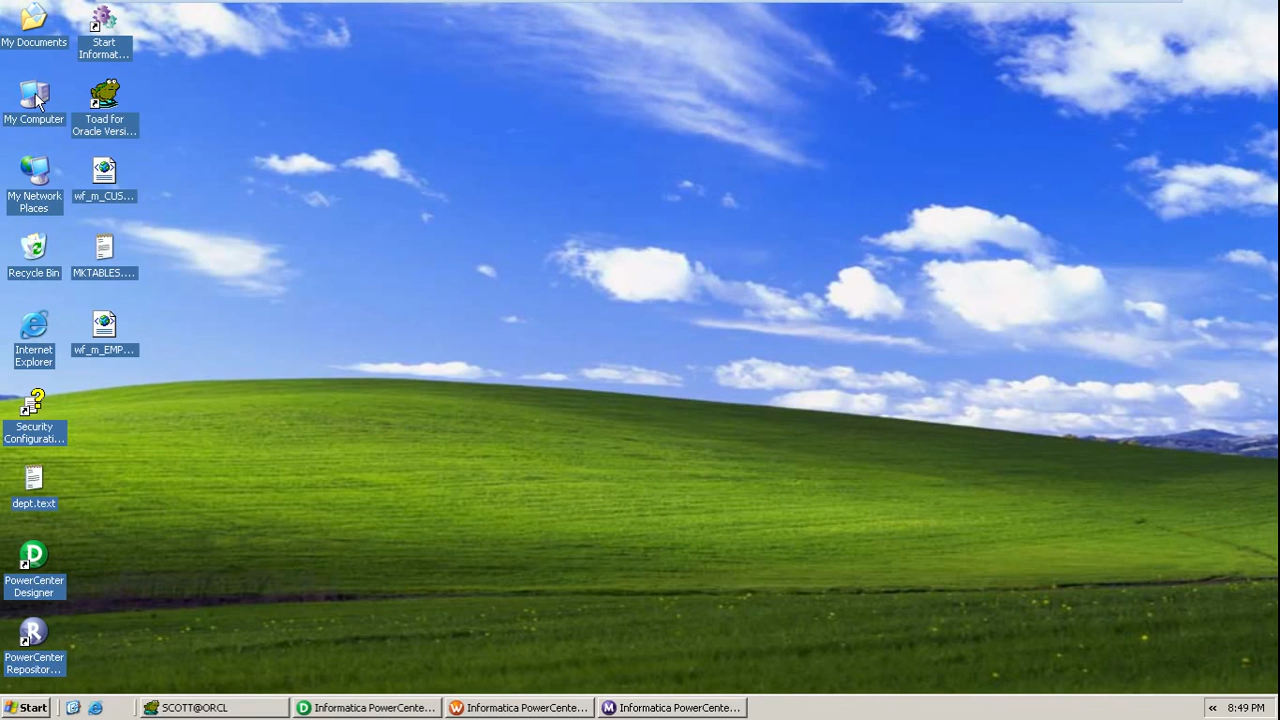 My Documents
Start
Informat...
My Computer
Toad for
Oracle Versi...
My Network
Places
wf_m_CUS...
Recycle Bin
MKTABLES....
Internet
Explorer
wf_m_EMP...
Security
Configurati...
dept.text
D
PowerCenter
Designer
R
PowerCenter
Repositor...
Start
SCOTT@ORCL
D
Informatica PowerCente...
W
Informatica PowerCente...
M
Informatica PowerCente...
«
8:49 PM